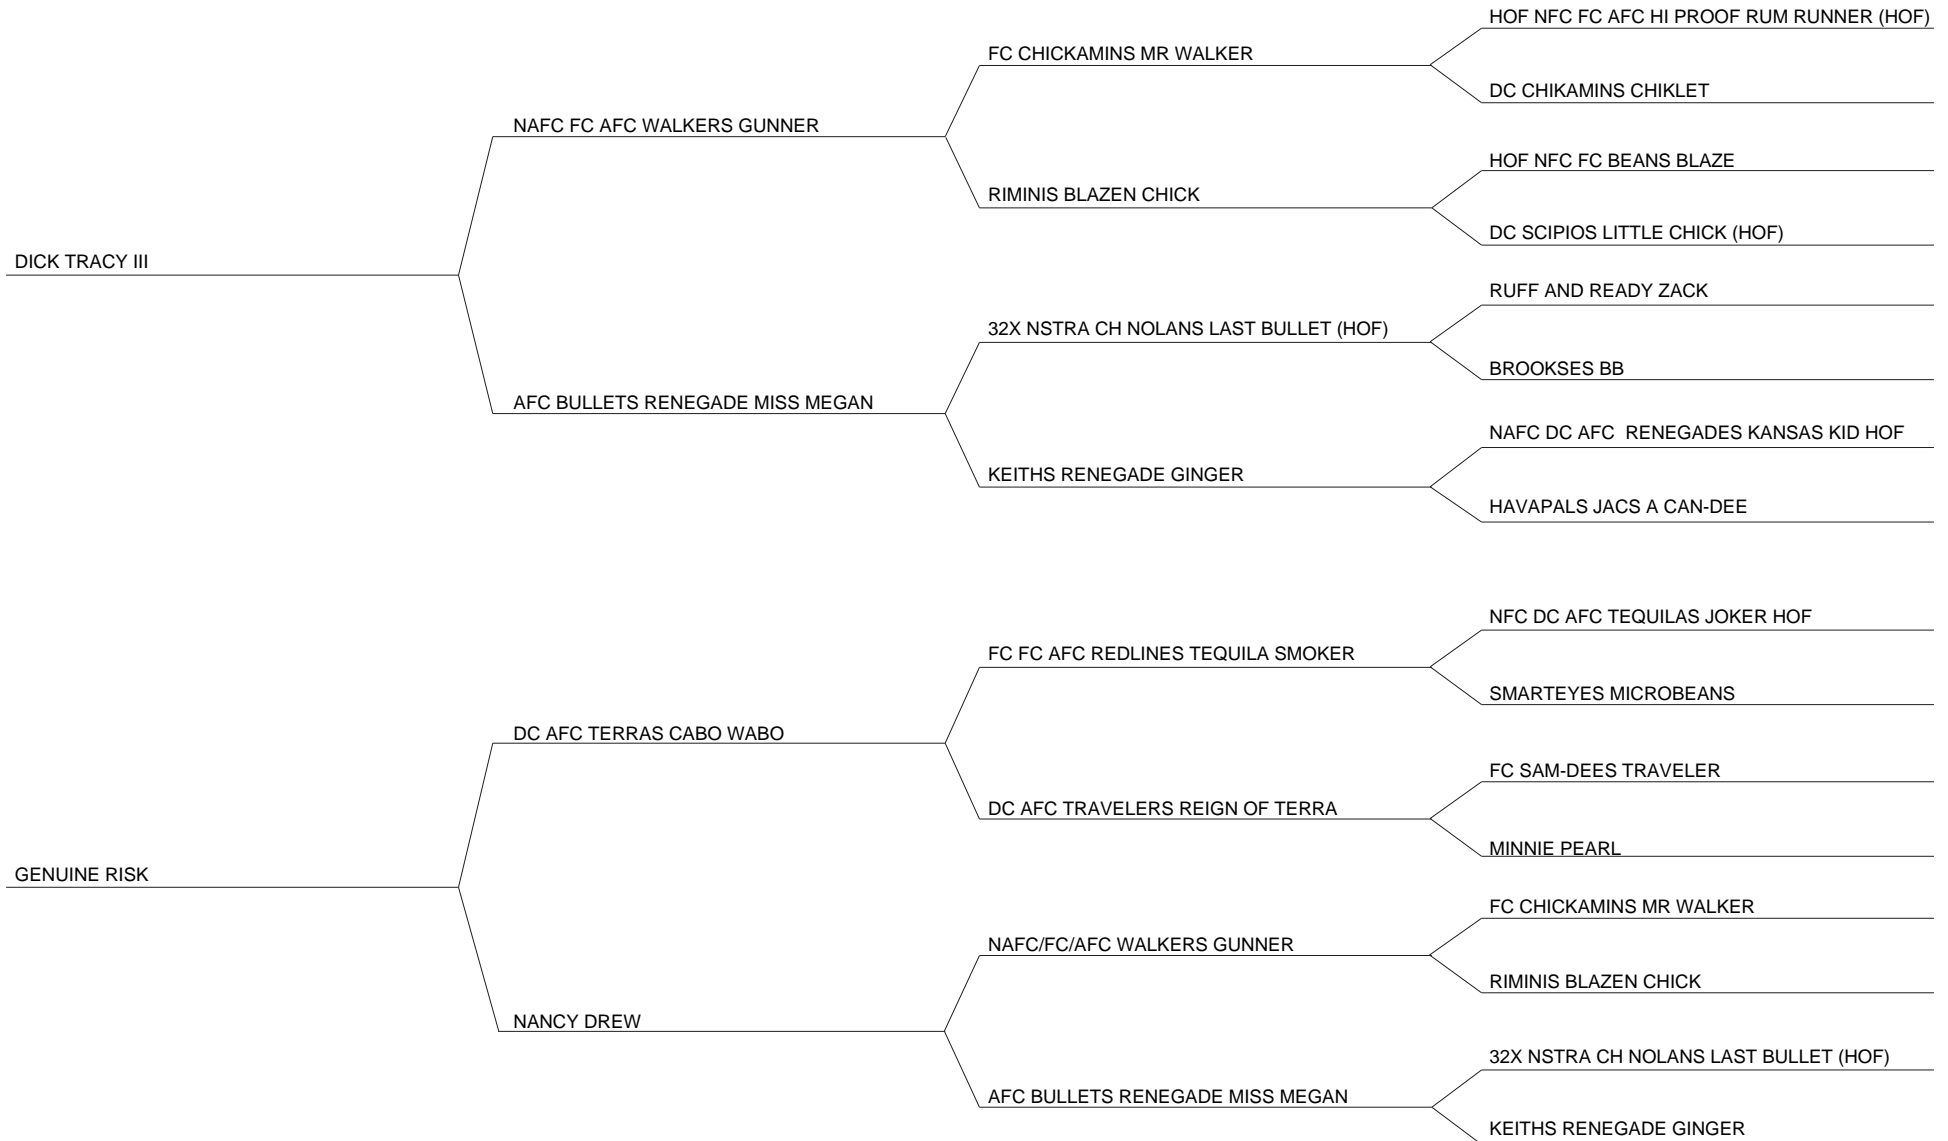 HOF NFC FC AFC HI PROOF RUM RUNNER (HOF)
FC CHICKAMINS MR WALKER
DC CHIKAMINS CHIKLET
NAFC FC AFC WALKERS GUNNER
HOF NFC FC BEANS BLAZE
RIMINIS BLAZEN CHICK
DC SCIPIOS LITTLE CHICK (HOF)
DICK TRACY III
RUFF AND READY ZACK
32X NSTRA CH NOLANS LAST BULLET (HOF)
BROOKSES BB
AFC BULLETS RENEGADE MISS MEGAN
NAFC DC AFC  RENEGADES KANSAS KID HOF
KEITHS RENEGADE GINGER
HAVAPALS JACS A CAN-DEE
NFC DC AFC TEQUILAS JOKER HOF
FC FC AFC REDLINES TEQUILA SMOKER
SMARTEYES MICROBEANS
DC AFC TERRAS CABO WABO
FC SAM-DEES TRAVELER
DC AFC TRAVELERS REIGN OF TERRA
MINNIE PEARL
GENUINE RISK
FC CHICKAMINS MR WALKER
NAFC/FC/AFC WALKERS GUNNER
RIMINIS BLAZEN CHICK
NANCY DREW
32X NSTRA CH NOLANS LAST BULLET (HOF)
AFC BULLETS RENEGADE MISS MEGAN
KEITHS RENEGADE GINGER